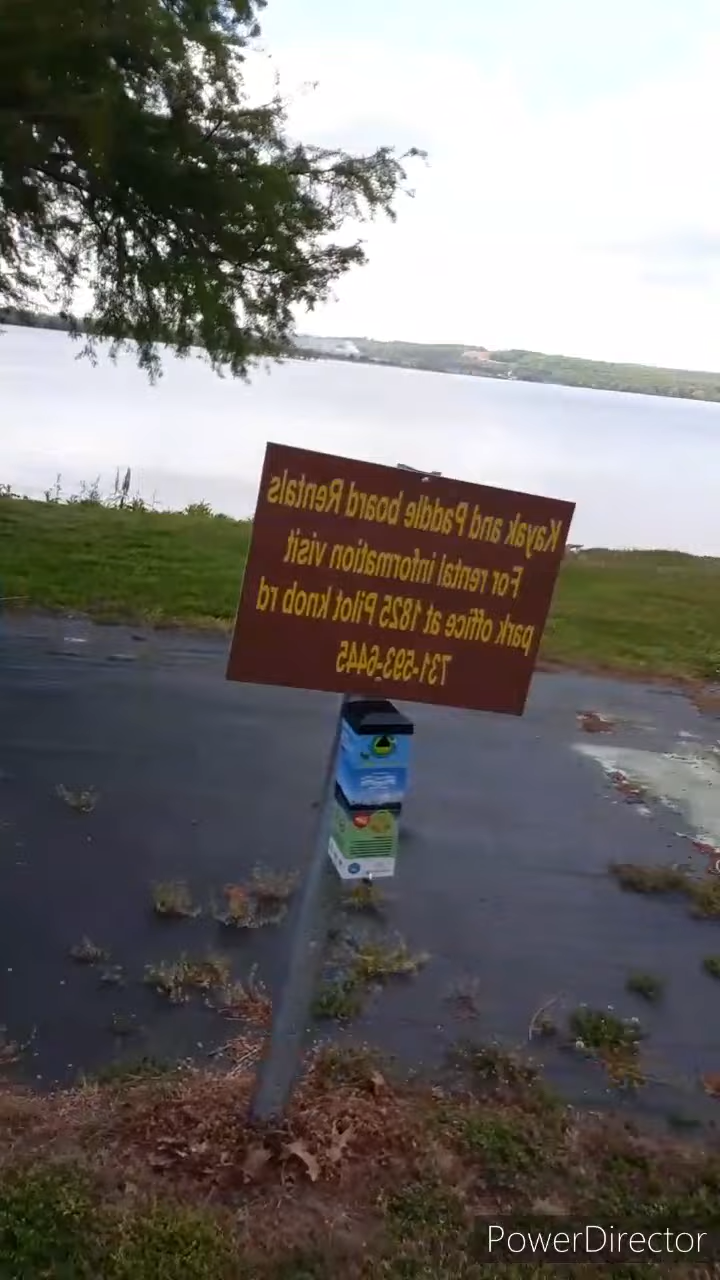 Kayak and Paddle board Rentals
For rental information visit
park office at 1825 Pilot knob rd
731-593-6445
PowerDirector